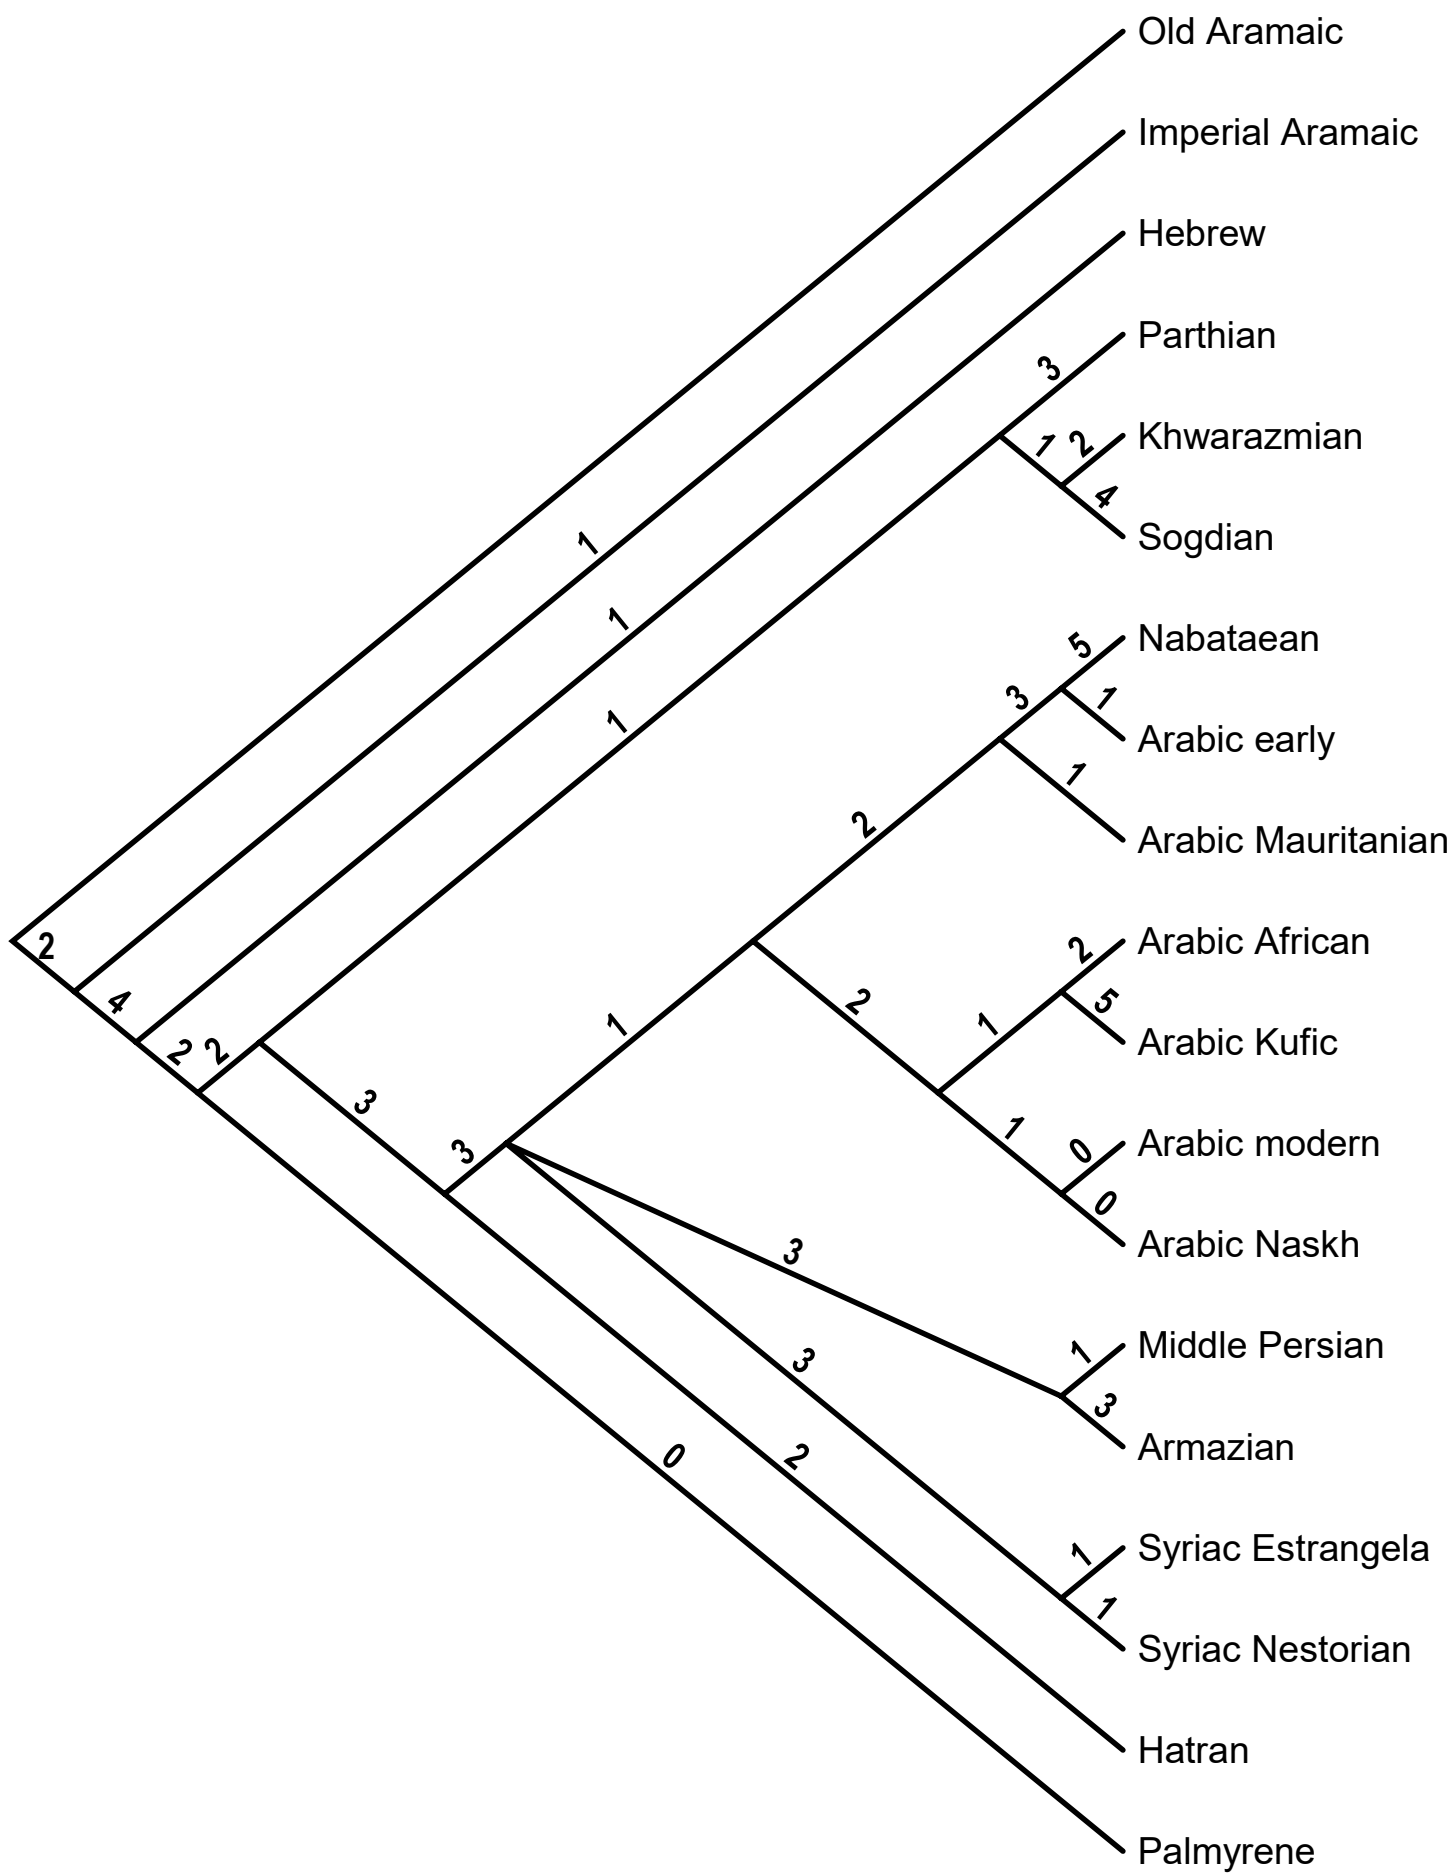 Old Aramaic
Imperial Aramaic
Hebrew
Parthian
3
Khwarazmian
1 2
4
Sogdian
1
1
Nabataean
5
3
1
1
Arabic early
1
2
Arabic Mauritanian
2
Arabic African
2
4
2
1
5
1
2 2
Arabic Kufic
3
1
0
Arabic modern
3
0
Arabic Naskh
3
1
Middle Persian
3
3
Armazian
0
2
1
Syriac Estrangela
1
Syriac Nestorian
Hatran
Palmyrene